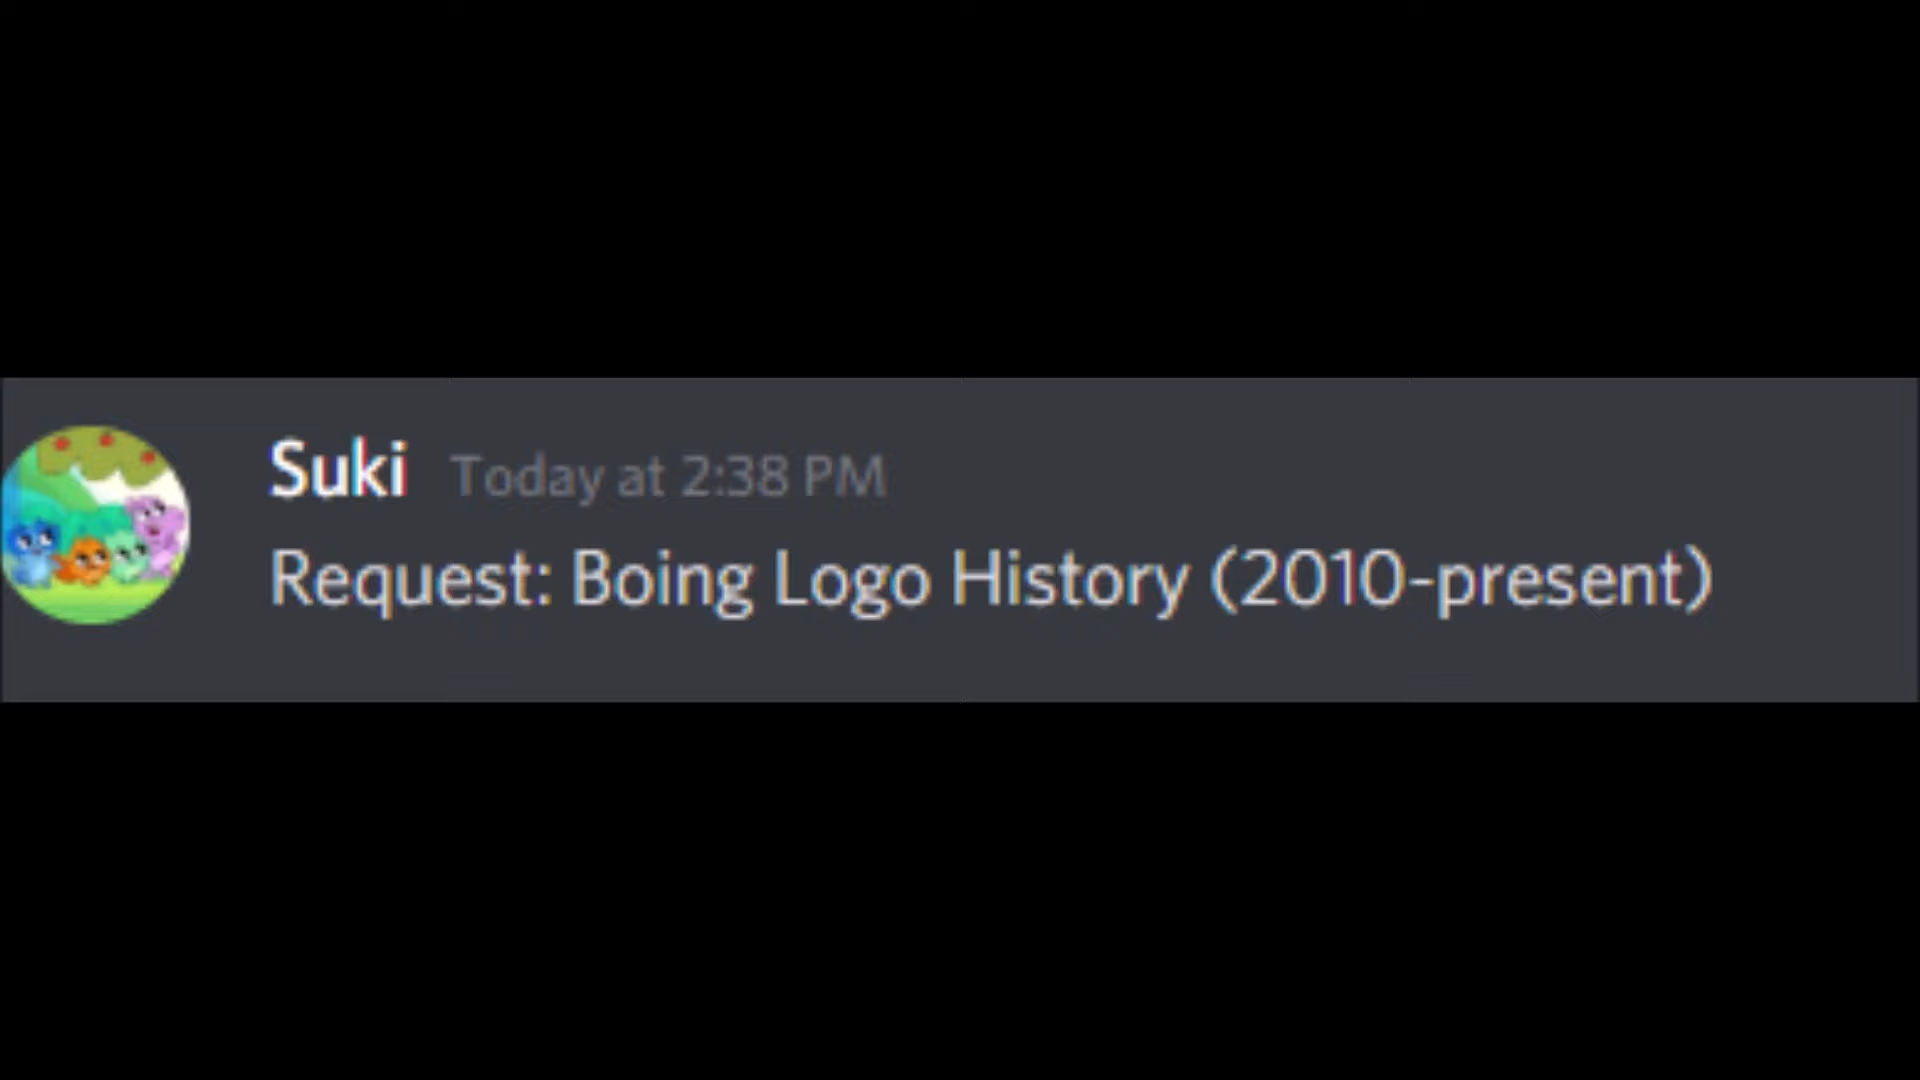 Suki Today at 2:38 PM
Request: Boing Logo History (2010-present)